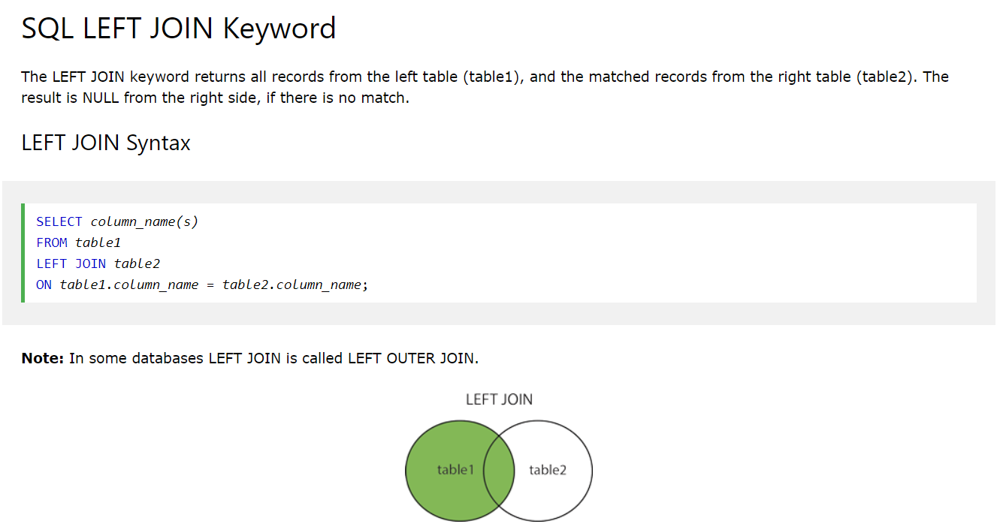 SQL LEFT JOIN Keyword
The LEFT JOIN keyword returns all records from the left table (table1), and the matched records from the right table (table2). The
result is NULL from the right side, if there is no match.
LEFT JOIN Syntax
SELECT column_name(s)
FROM table1
LEFT JOIN table2
ON table1.column_name = table2.column_name;
Note: In some databases LEFT JOIN is called LEFT OUTER JOIN.
LEFT JOIN
table1 table2